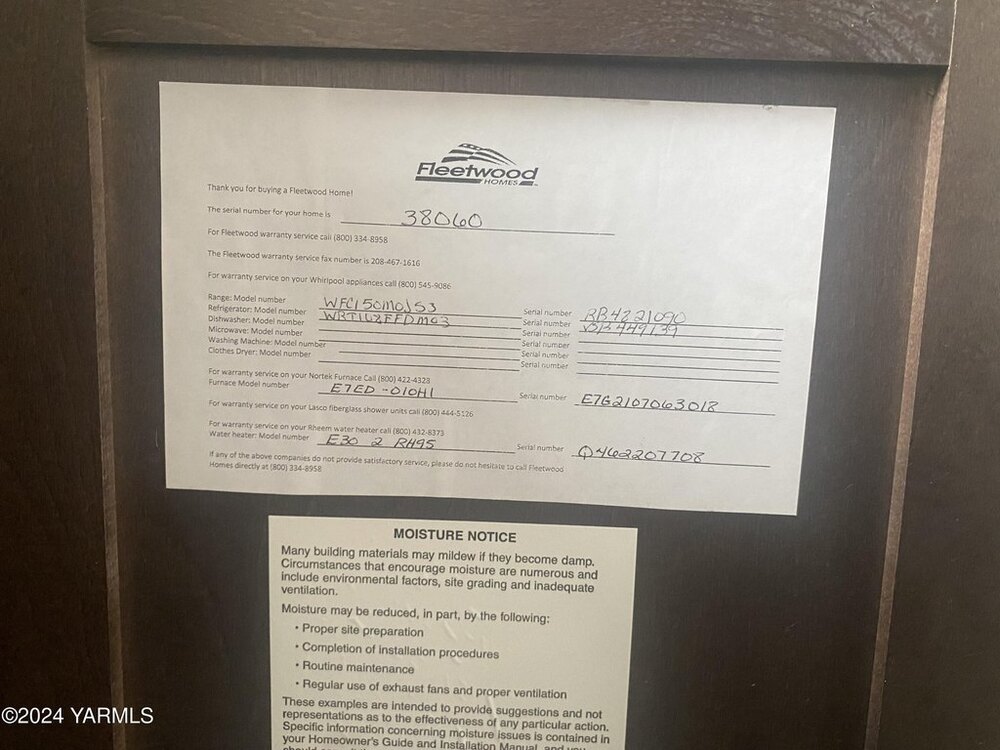 Fleetwood
HOMES
Thank you for buying a Fleetwood Home!
The serial number for your home is 38060
For Fleetwood warranty service call (800) 334-8958
The Fleetwood warranty service fax number is 208-467-1616
For warranty service on your Whirlpool appliances call (800) 545-9086
Range: Model number WFC150M0JS3 Serial number RB4821090
Refrigerator: Model number WRT168FFDM03 Serial number
Dishwasher: Model number Serial number
Microwave: Model number Serial number
Washing Machine: Model number Serial number
Clothes Dryer: Model number Serial number
For warranty service on your Nortek Furnace Call (800) 422-4328
Furnace Model number E7ED-010H1 Serial number E7G2107063018
For warranty service on your Lasco fiberglass shower units call (800) 444-5126
For warranty service on your Rheem water heater call (800) 432-8373
Water heater: Model number E30 2 RH95 Serial number Q462207708
If any of the above companies do not provide satisfactory service, please do not hesitate to call Fleetwood
Homes directly at (800) 334-8958
MOISTURE NOTICE
Many building materials may mildew if they become damp.
Circumstances that encourage moisture are numerous and
include environmental factors, site grading and inadequate
ventilation.
Moisture may be reduced, in part, by the following:
• Proper site preparation
• Completion of installation procedures
• Routine maintenance
• Regular use of exhaust fans and proper ventilation
These examples are intended to provide suggestions and not
representations as to the effectiveness of any particular action.
Specific information concerning moisture issues is contained in
your Homeowner's Guide and Installation Manual, and you
©2024 YARMLS